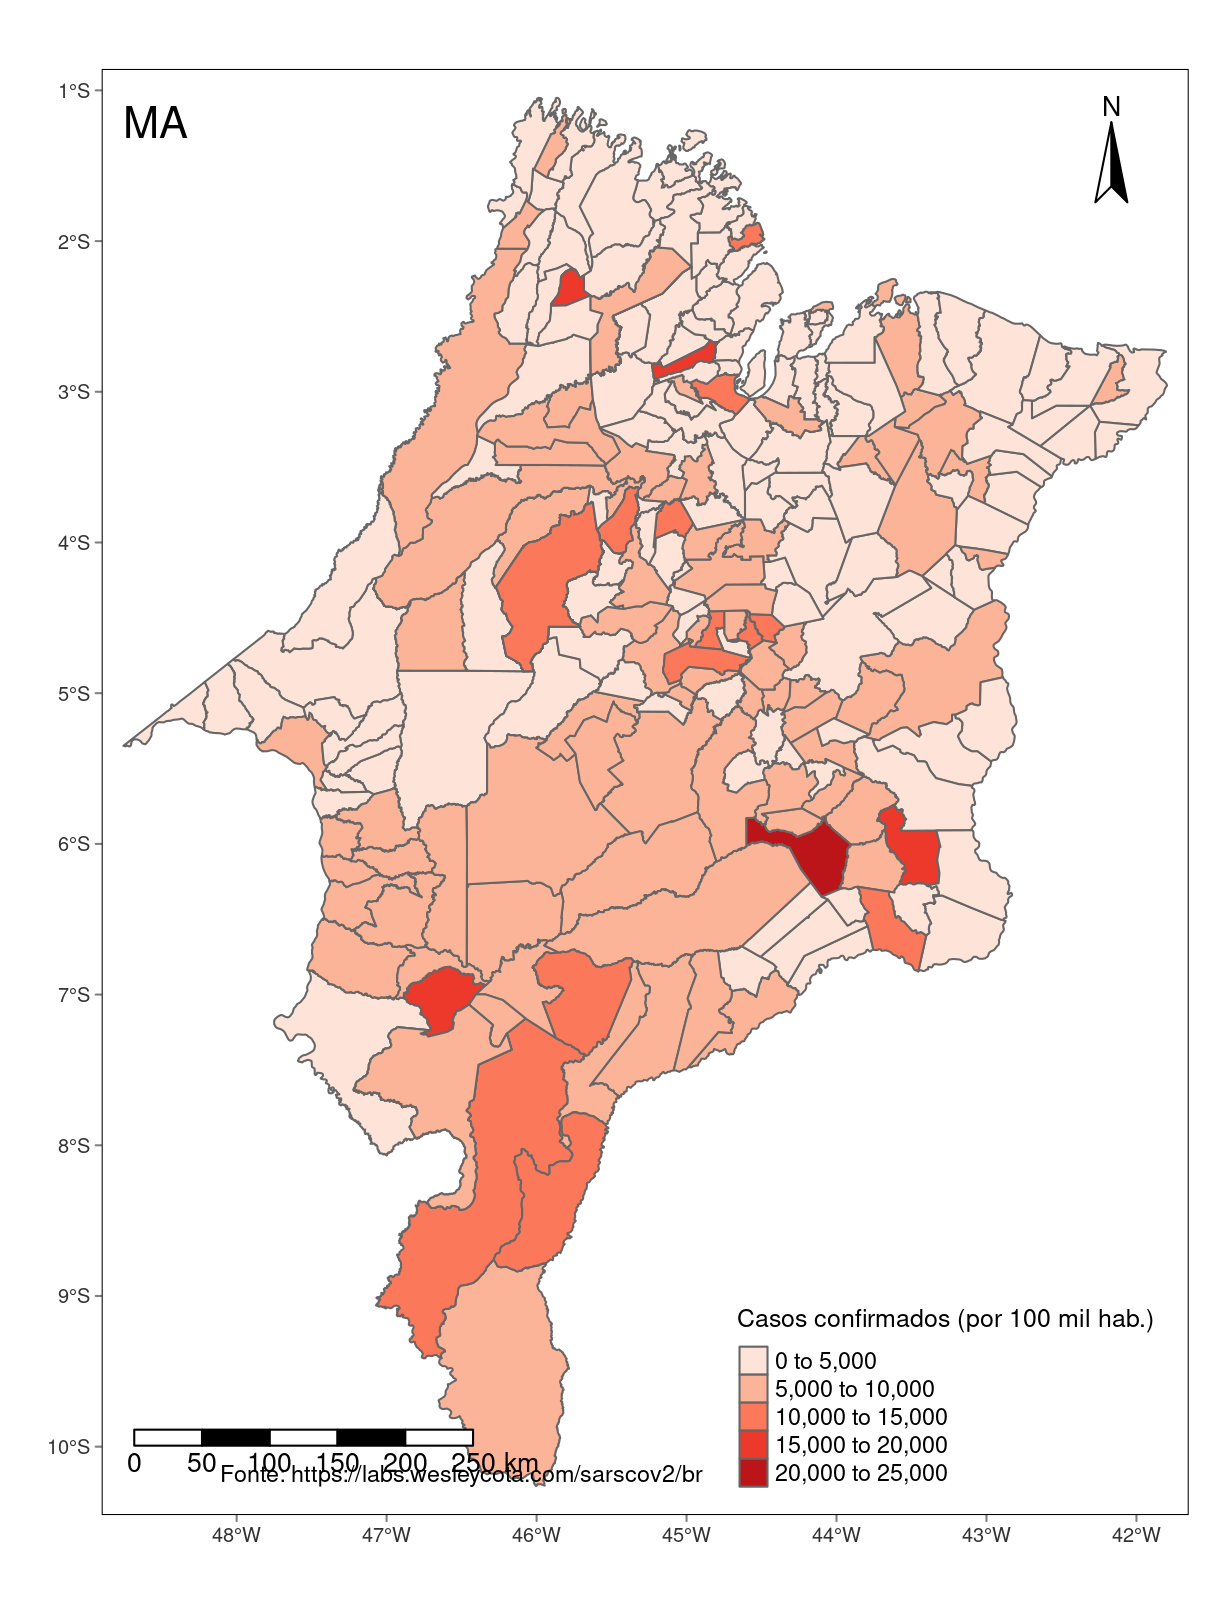 MA
N
1°S
2°S
3°S
4°S
5°S
6°S
7°S
8°S
9°S
10°S
Casos confirmados (por 100 mil hab.)
0 to 5,000
5,000 to 10,000
10,000 to 15,000
15,000 to 20,000
20,000 to 25,000
0 50 100 150 200 250 km
Fonte: https://labs.wesleycota.com/sarscov2/br
48°W 47°W 46°W 45°W 44°W 43°W 42°W